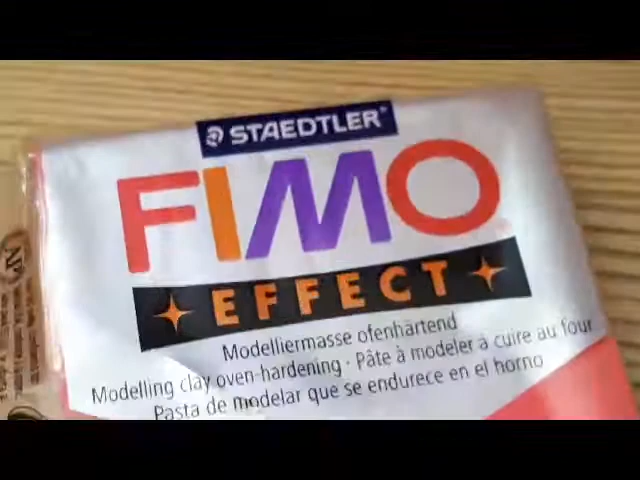 STAEDTLER
FIMO
EFFECT
Modelliermasse ofenhärtend
Modelling clay oven-hardening · Pâte à modeler à cuire au four
Pasta de modelar que se endurece en el horno